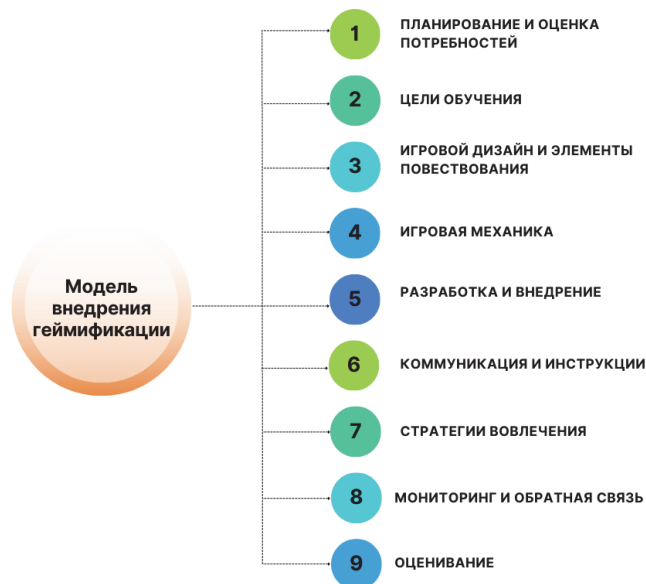 1
ПЛАНИРОВАНИЕ И ОЦЕНКА
ПОТРЕБНОСТЕЙ
2
ЦЕЛИ ОБУЧЕНИЯ
3
ИГРОВОЙ ДИЗАЙН И ЭЛЕМЕНТЫ
ПОВЕСТВОВАНИЯ
4
ИГРОВАЯ МЕХАНИКА
Модель
внедрения
геймификации
5
РАЗРАБОТКА И ВНЕДРЕНИЕ
6
КОММУНИКАЦИЯ И ИНСТРУКЦИИ
7
СТРАТЕГИИ ВОВЛЕЧЕНИЯ
8
МОНИТОРИНГ И ОБРАТНАЯ СВЯЗЬ
9
ОЦЕНИВАНИЕ